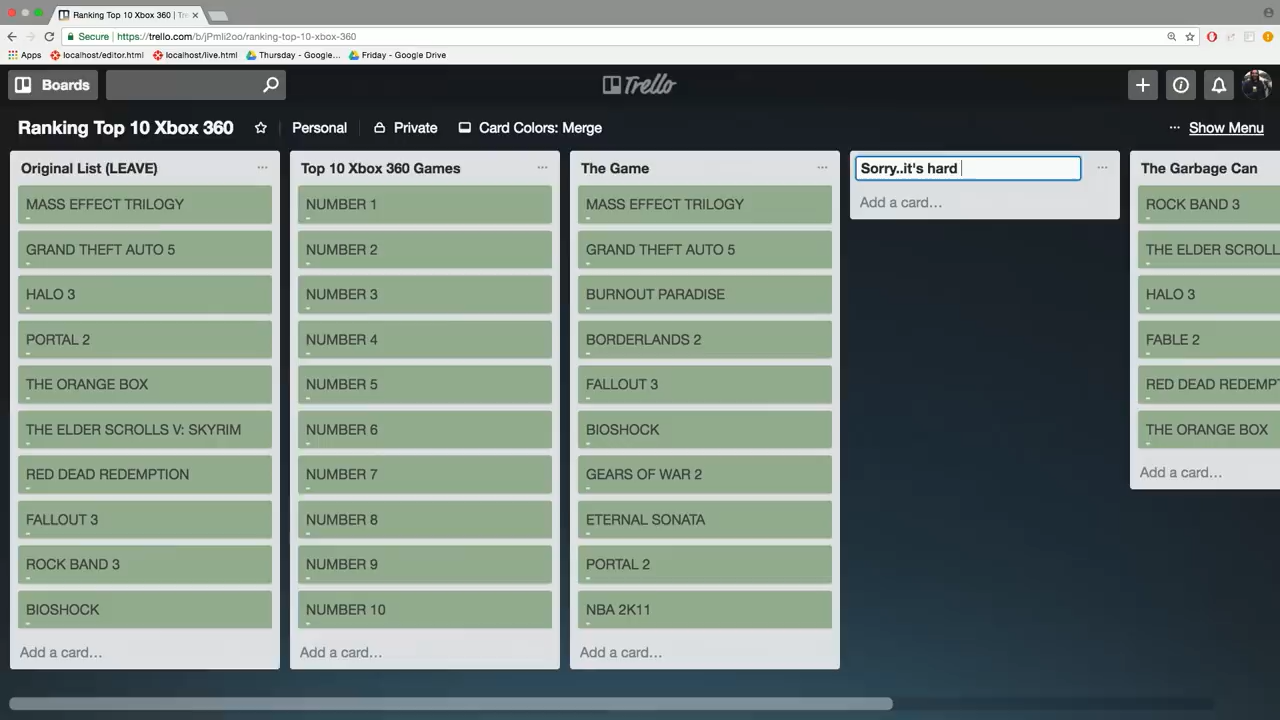 Ranking Top 10 Xbox 360 | Tre
Secure | https://trello.com/b/jPmli2oo/ranking-top-10-xbox-360
Apps localhost/editor.html localhost/live.html Thursday - Google... Friday - Google Drive
Boards
Trello
Ranking Top 10 Xbox 360 Personal Private Card Colors: Merge ... Show Menu
Original List (LEAVE)
MASS EFFECT TRILOGY
GRAND THEFT AUTO 5
HALO 3
PORTAL 2
THE ORANGE BOX
THE ELDER SCROLLS V: SKYRIM
RED DEAD REDEMPTION
FALLOUT 3
ROCK BAND 3
BIOSHOCK
Add a card...
Top 10 Xbox 360 Games
NUMBER 1
NUMBER 2
NUMBER 3
NUMBER 4
NUMBER 5
NUMBER 6
NUMBER 7
NUMBER 8
NUMBER 9
NUMBER 10
Add a card...
The Game
MASS EFFECT TRILOGY
GRAND THEFT AUTO 5
BURNOUT PARADISE
BORDERLANDS 2
FALLOUT 3
BIOSHOCK
GEARS OF WAR 2
ETERNAL SONATA
PORTAL 2
NBA 2K11
Add a card...
Sorry..it's hard
Add a card...
The Garbage Can
ROCK BAND 3
THE ELDER SCROLL
HALO 3
FABLE 2
RED DEAD REDEMPT
THE ORANGE BOX
Add a card...